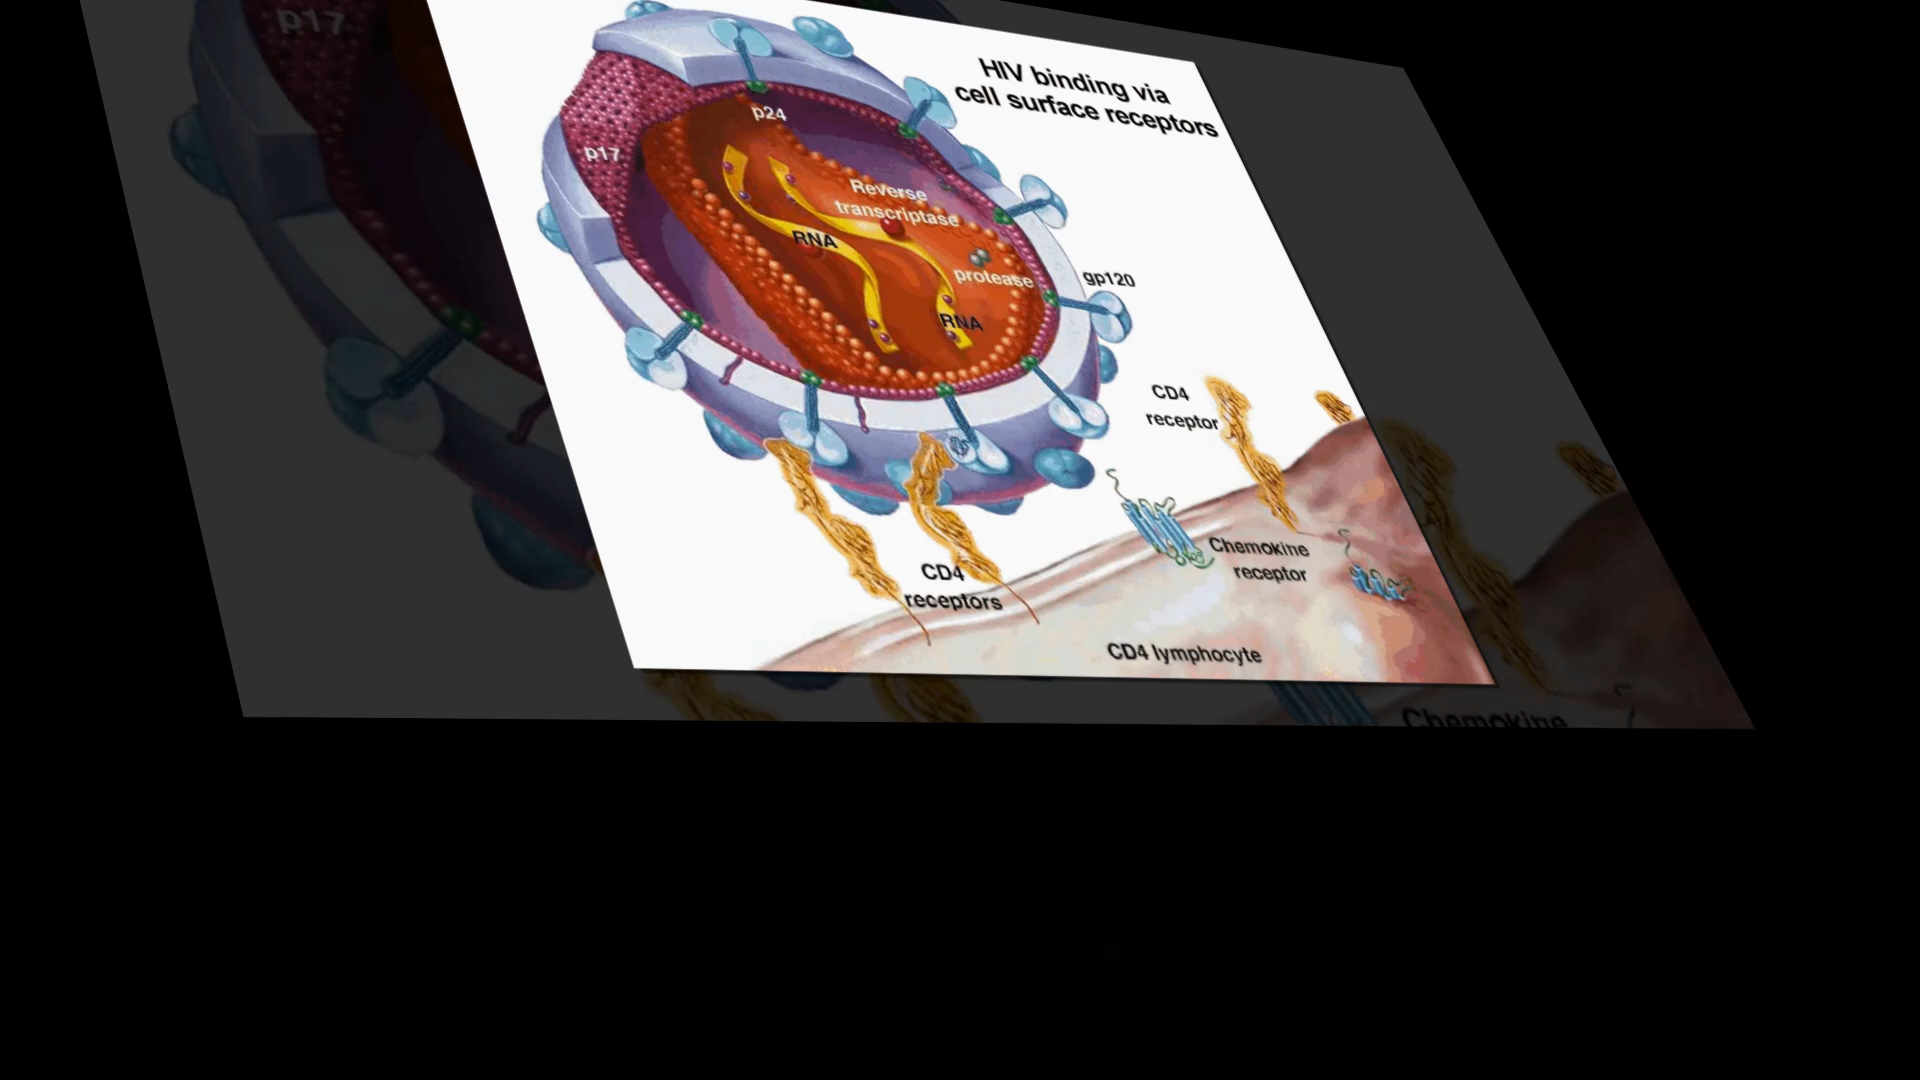 HIV binding via
cell surface receptors
p24
p17
Reverse
transcriptase
RNA
protease
RNA
gp120
CD4
receptor
Chemokine
receptor
CD4
receptors
CD4 lymphocyte
p17
Chemokine